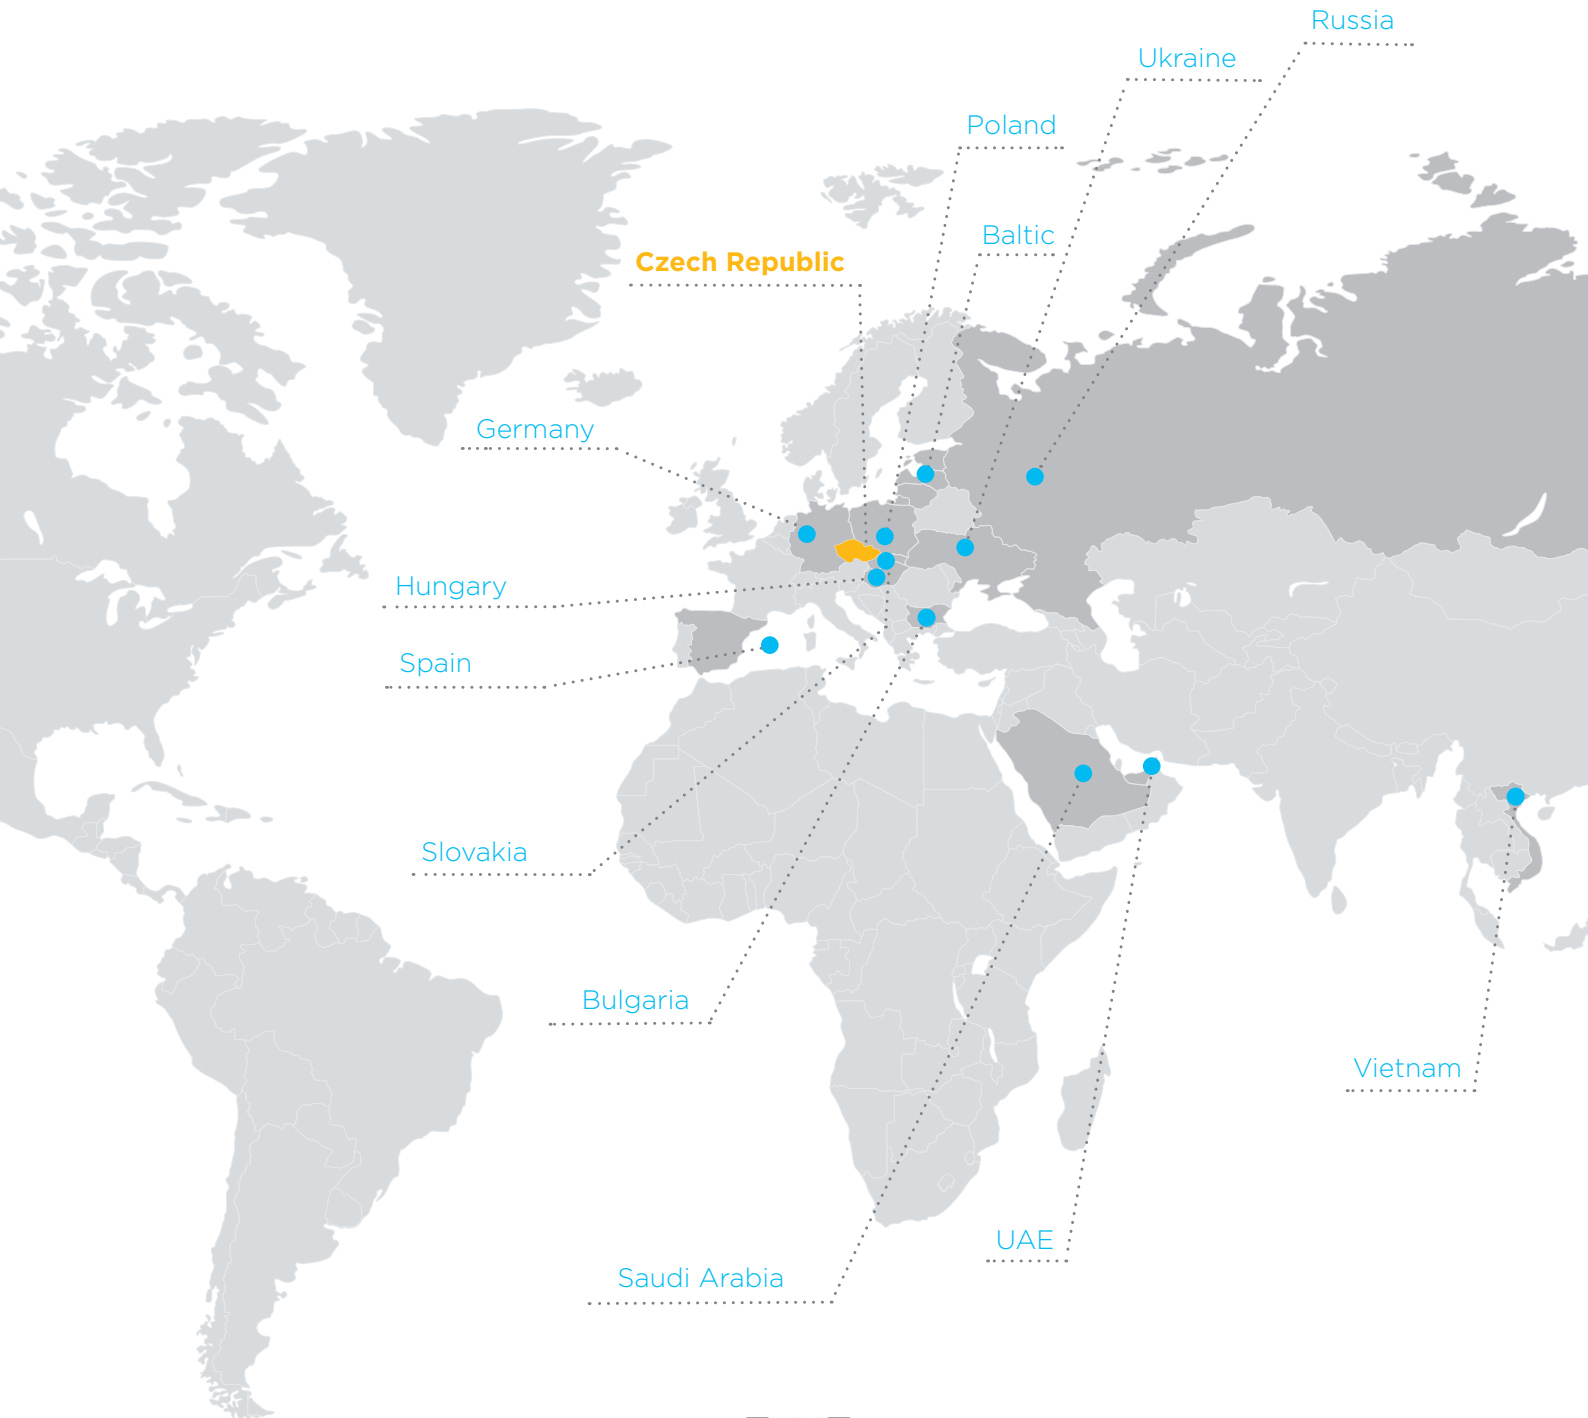 Russia
Ukraine
Poland
Baltic
Czech Republic
Germany
Hungary
Spain
Slovakia
Bulgaria
Vietnam
UAE
Saudi Arabia